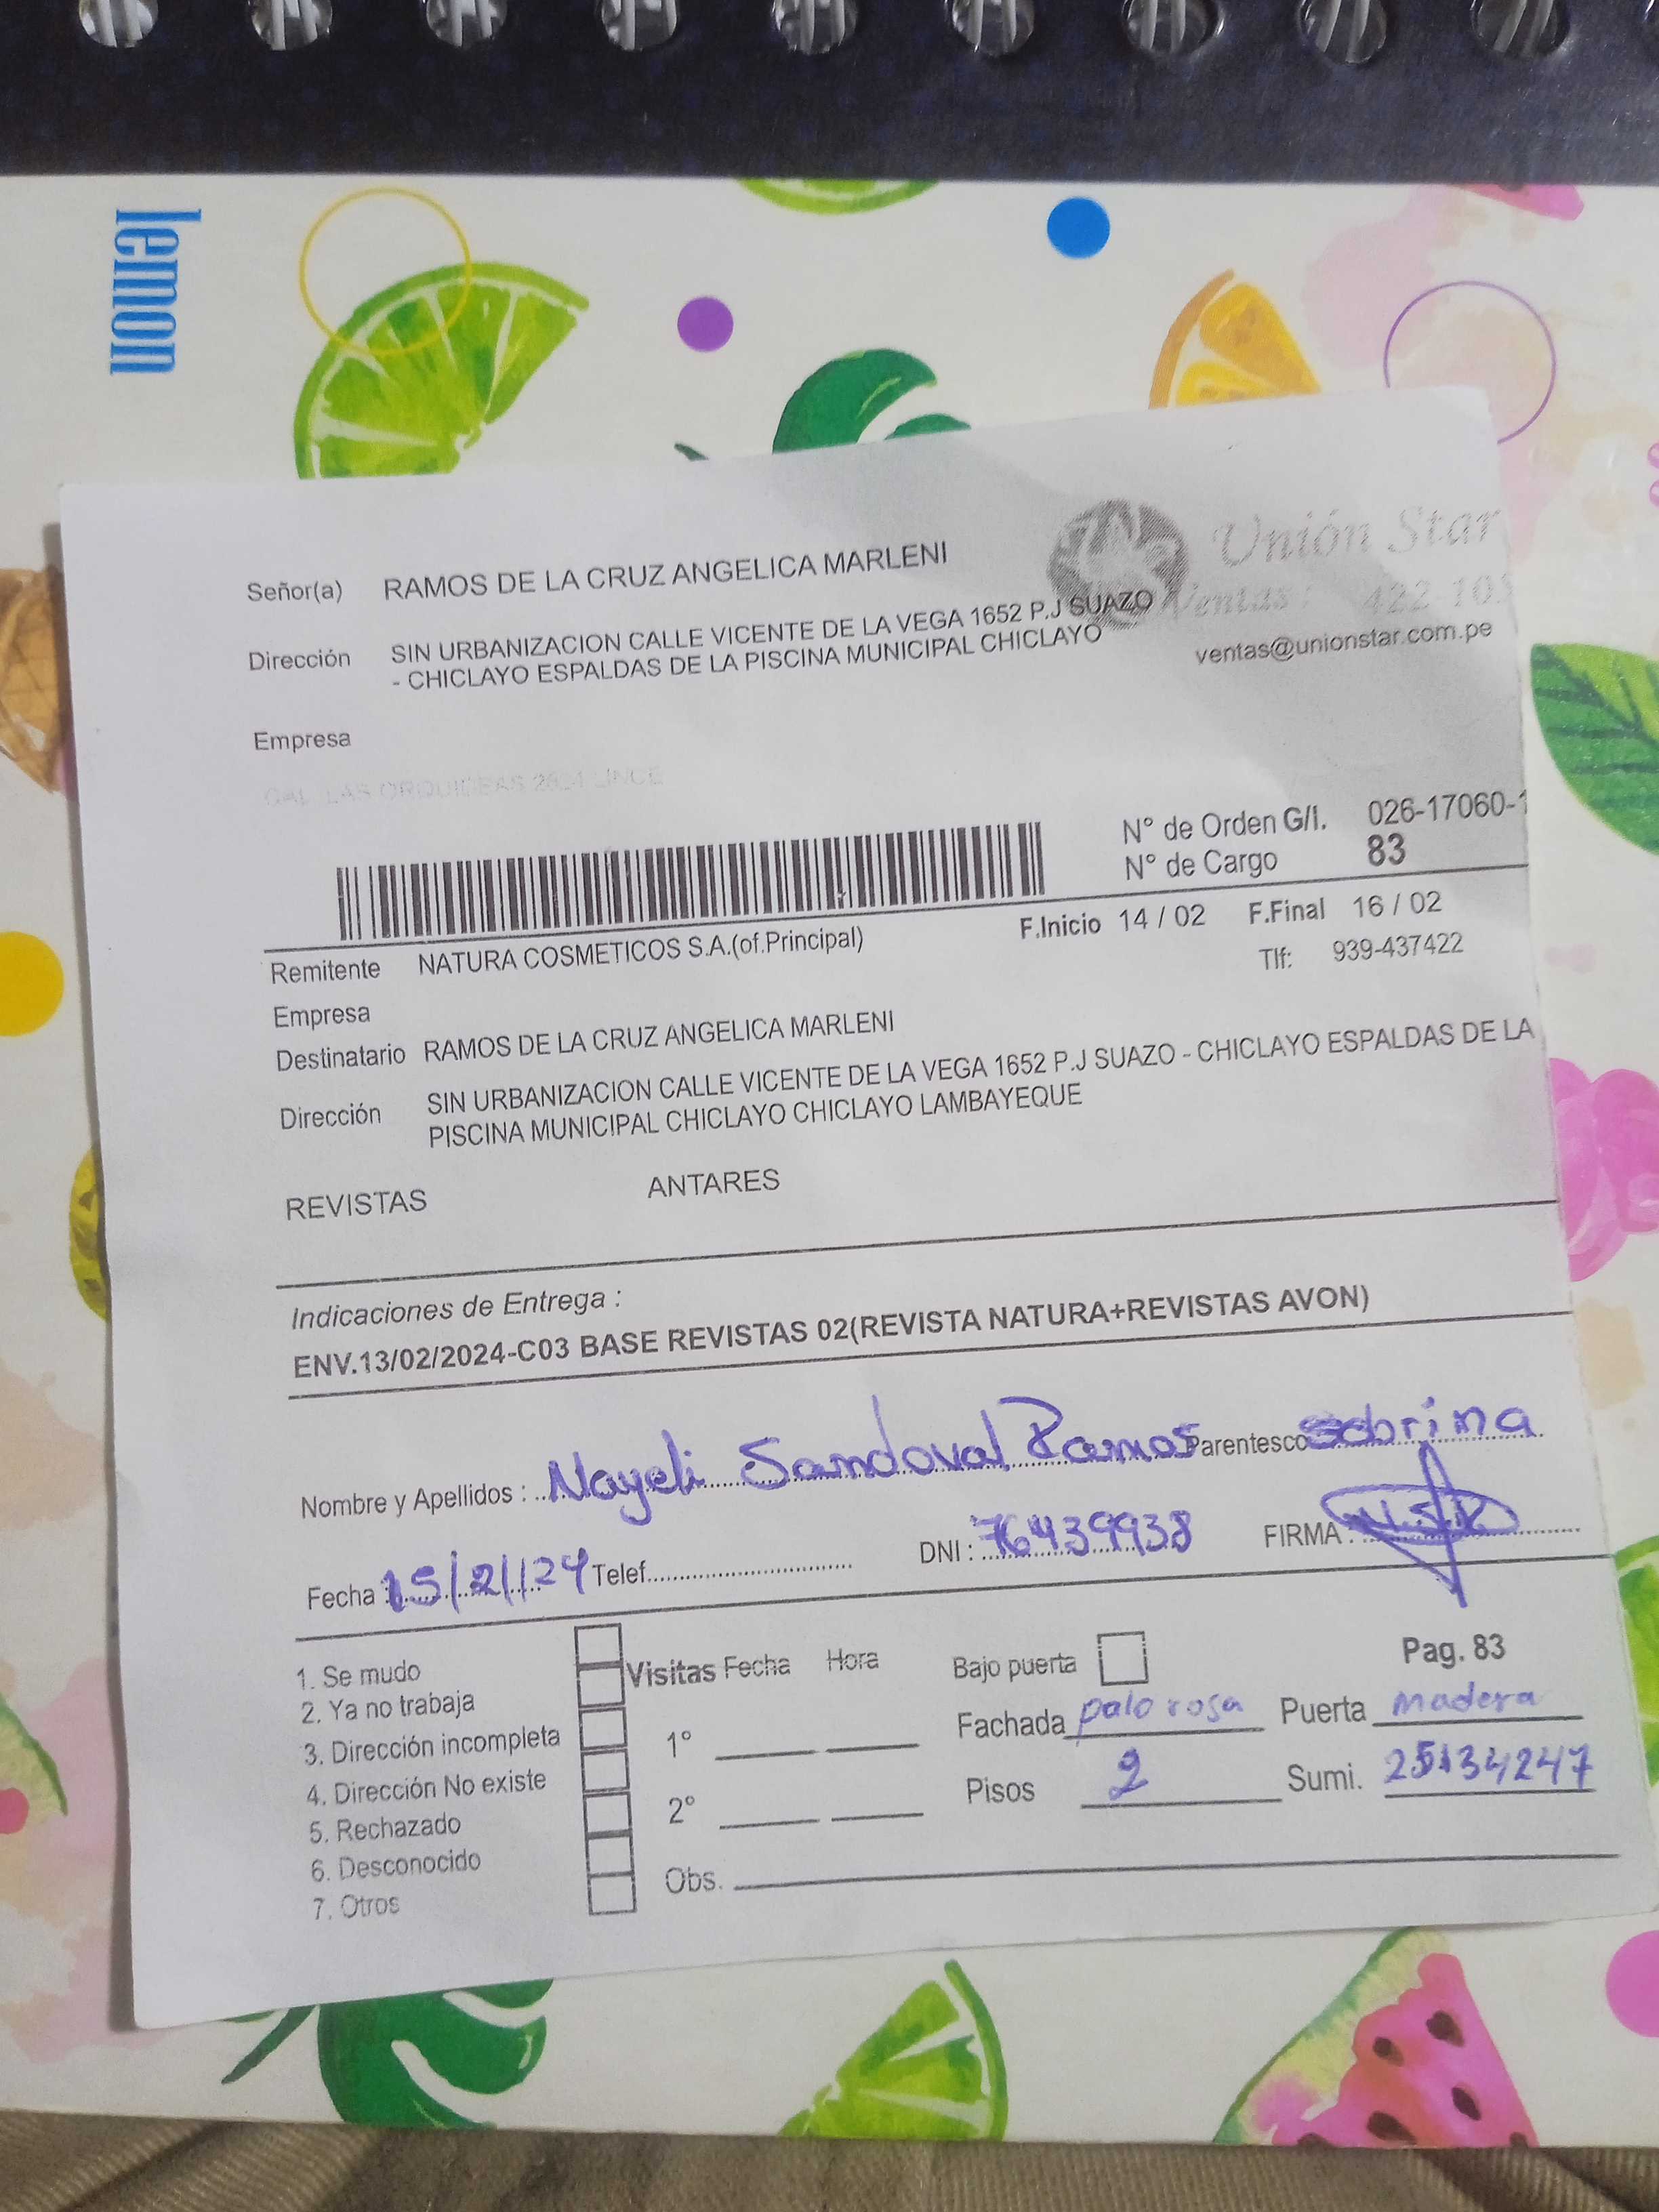 lemon
Unión Star
Señor(a) RAMOS DE LA CRUZ ANGELICA MARLENI
Ventas: 422 105
Dirección SIN URBANIZACION CALLE VICENTE DE LA VEGA 1652 P.J SUAZO
- CHICLAYO ESPALDAS DE LA PISCINA MUNICIPAL CHICLAYO
ventas@unionstar.com.pe
Empresa
N° de Orden G/I. 026-17060-1
N° de Cargo 83
F.Inicio 14 / 02 F.Final 16 / 02
Remitente NATURA COSMETICOS S.A.(of.Principal)
Tlf: 939-437422
Empresa
Destinatario RAMOS DE LA CRUZ ANGELICA MARLENI
Dirección SIN URBANIZACION CALLE VICENTE DE LA VEGA 1652 P.J SUAZO - CHICLAYO ESPALDAS DE LA
PISCINA MUNICIPAL CHICLAYO CHICLAYO LAMBAYEQUE
REVISTAS ANTARES
Indicaciones de Entrega :
ENV.13/02/2024-C03 BASE REVISTAS 02(REVISTA NATURA+REVISTAS AVON)
Nombre y Apellidos : Nayeli Sandoval Ramos Parentesco sobrina
Fecha : 15/2/24 Telef. DNI : 76439938 FIRMA : N.S.R
1. Se mudo
2. Ya no trabaja
3. Dirección incompleta
4. Dirección No existe
5. Rechazado
6. Desconocido
7. Otros
Visitas Fecha Hora
1°
2°
Obs.
Bajo puerta
Pag. 83
Fachada palo rosa Puerta madera
Pisos 2 Sumi. 25134247